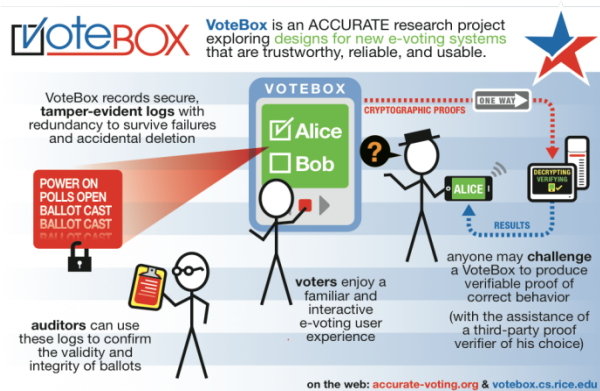 VoteBOX
VoteBox is an ACCURATE research project
exploring designs for new e-voting systems
that are trustworthy, reliable, and usable.
VoteBox records secure,
tamper-evident logs with
redundancy to survive failures
and accidental deletion
VOTEBOX
Alice
Bob
CRYPTOGRAPHIC PROOFS
ONE WAY
?
DECRYPTING
VERIFYING
ALICE
RESULTS
POWER ON
POLLS OPEN
BALLOT CAST
BALLOT CAST
BALLOT CAST
auditors can use
these logs to confirm
the validity and
integrity of ballots
voters enjoy a
familiar and
interactive
e-voting user
experience
anyone may challenge
a VoteBox to produce
verifiable proof of
correct behavior
(with the assistance of
a third-party proof
verifier of his choice)
on the web: accurate-voting.org & votebox.cs.rice.edu